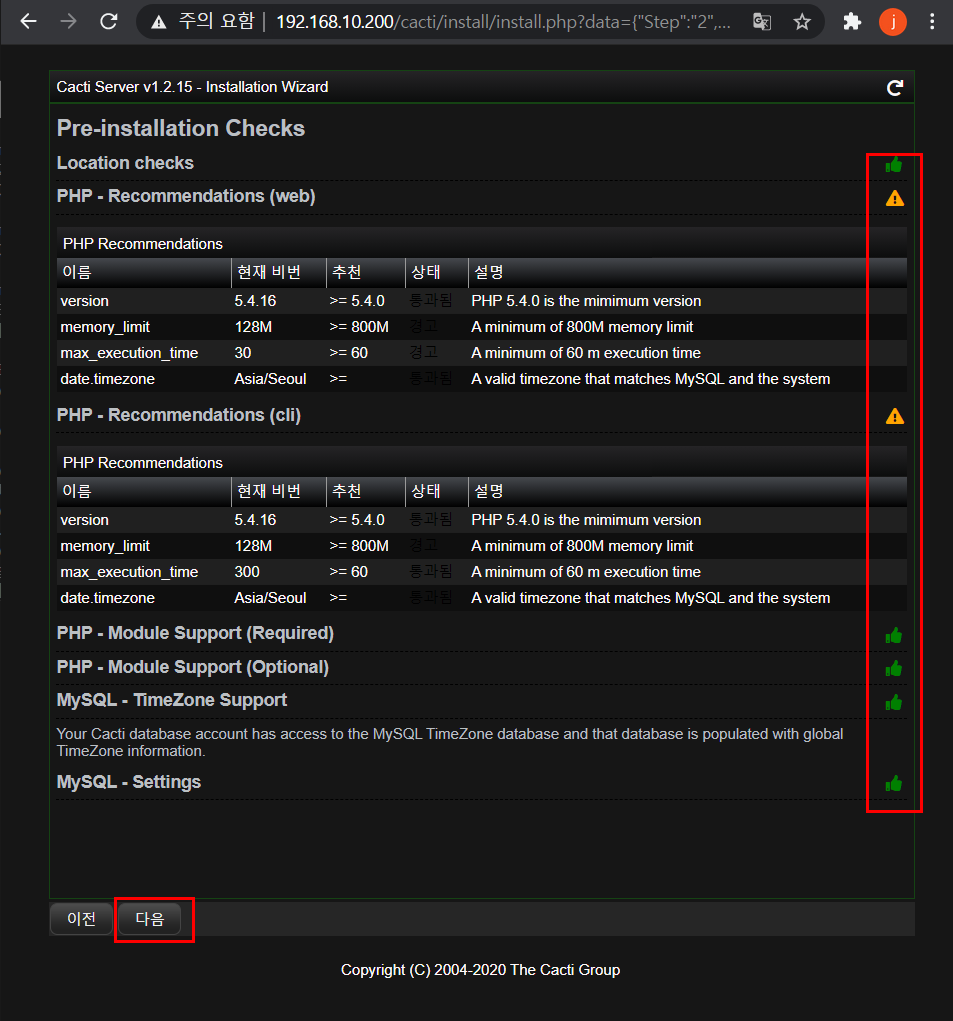 주의 요함 | 192.168.10.200/cacti/install/install.php?data={"Step":"2",...
j
Cacti Server v1.2.15 - Installation Wizard
Pre-installation Checks
Location checks
PHP - Recommendations (web)
PHP Recommendations
이름 현재 비번 추천 상태 설명
version 5.4.16 >= 5.4.0 통과됨 PHP 5.4.0 is the mimimum version
memory_limit 128M >= 800M 경고 A minimum of 800M memory limit
max_execution_time 30 >= 60 경고 A minimum of 60 m execution time
date.timezone Asia/Seoul >= 통과됨 A valid timezone that matches MySQL and the system
PHP - Recommendations (cli)
PHP Recommendations
이름 현재 비번 추천 상태 설명
version 5.4.16 >= 5.4.0 통과됨 PHP 5.4.0 is the mimimum version
memory_limit 128M >= 800M 경고 A minimum of 800M memory limit
max_execution_time 300 >= 60 통과됨 A minimum of 60 m execution time
date.timezone Asia/Seoul >= 통과됨 A valid timezone that matches MySQL and the system
PHP - Module Support (Required)
PHP - Module Support (Optional)
MySQL - TimeZone Support
Your Cacti database account has access to the MySQL TimeZone database and that database is populated with global
TimeZone information.
MySQL - Settings
이전 다음
Copyright (C) 2004-2020 The Cacti Group